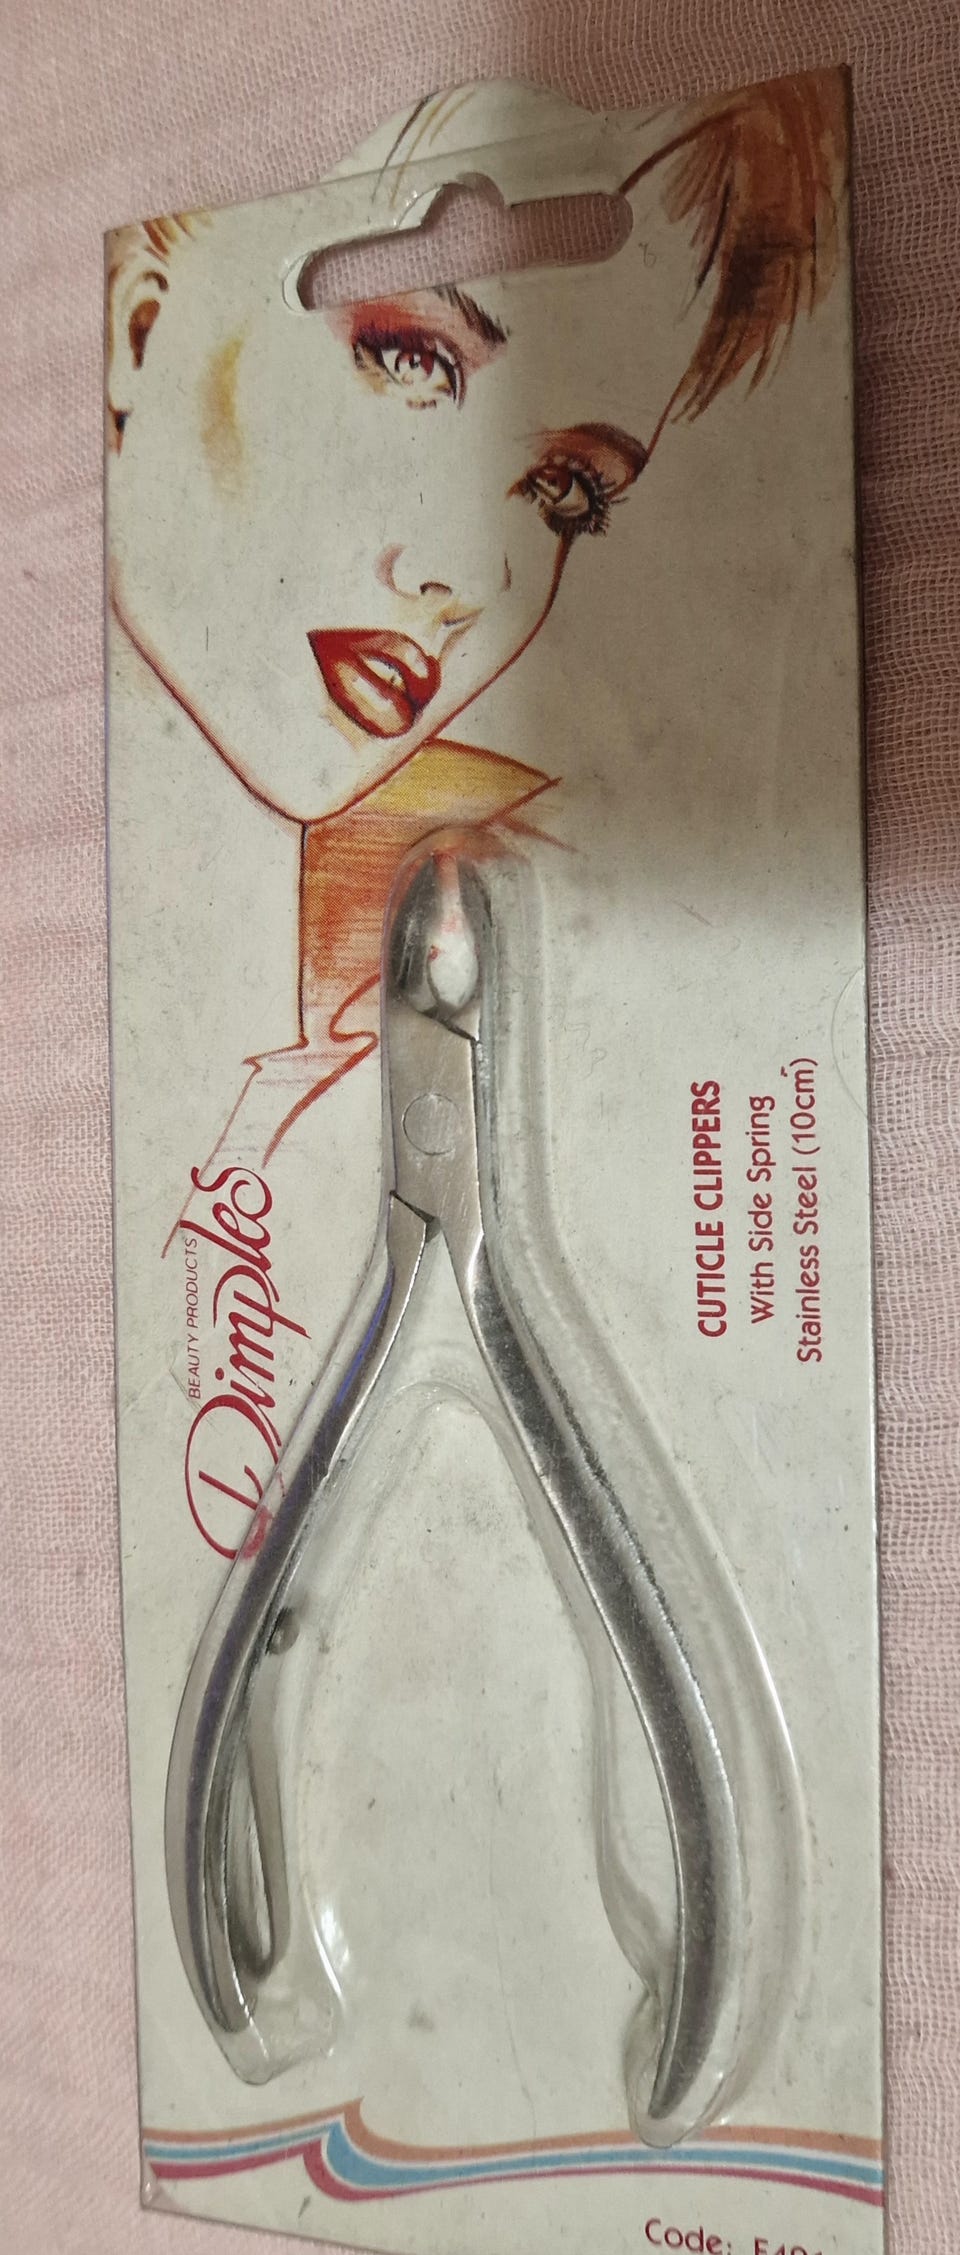 BEAUTY PRODUCTS
Dimples
CUTICLE CLIPPERS
With Side Spring
Stainless Steel (10cm)
Code: